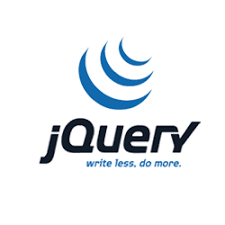 jQuery
write less, do more.